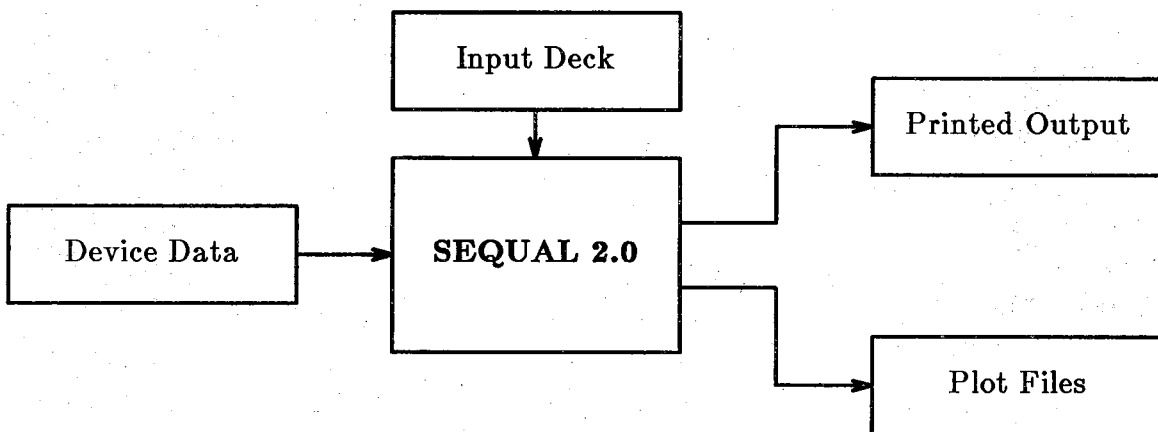 Input Deck
Printed Output
Device Data
SEQUAL 2.0
Plot Files